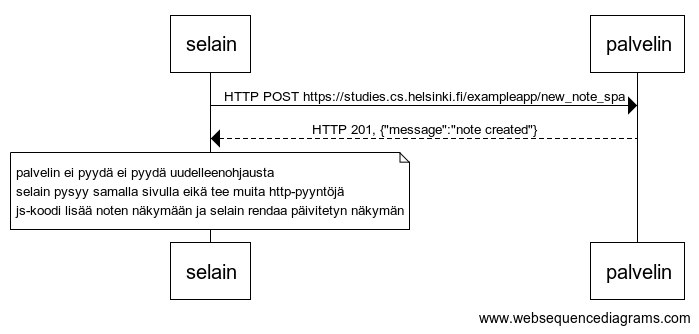 selain
palvelin
HTTP POST https://studies.cs.helsinki.fi/exampleapp/new_note_spa
HTTP 201, {"message":"note created"}
palvelin ei pyydä ei pyydä uudelleenohjausta
selain pysyy samalla sivulla eikä tee muita http-pyyntöjä
js-koodi lisää noten näkymään ja selain rendaa päivitetyn näkymän
selain
palvelin
www.websequencediagrams.com